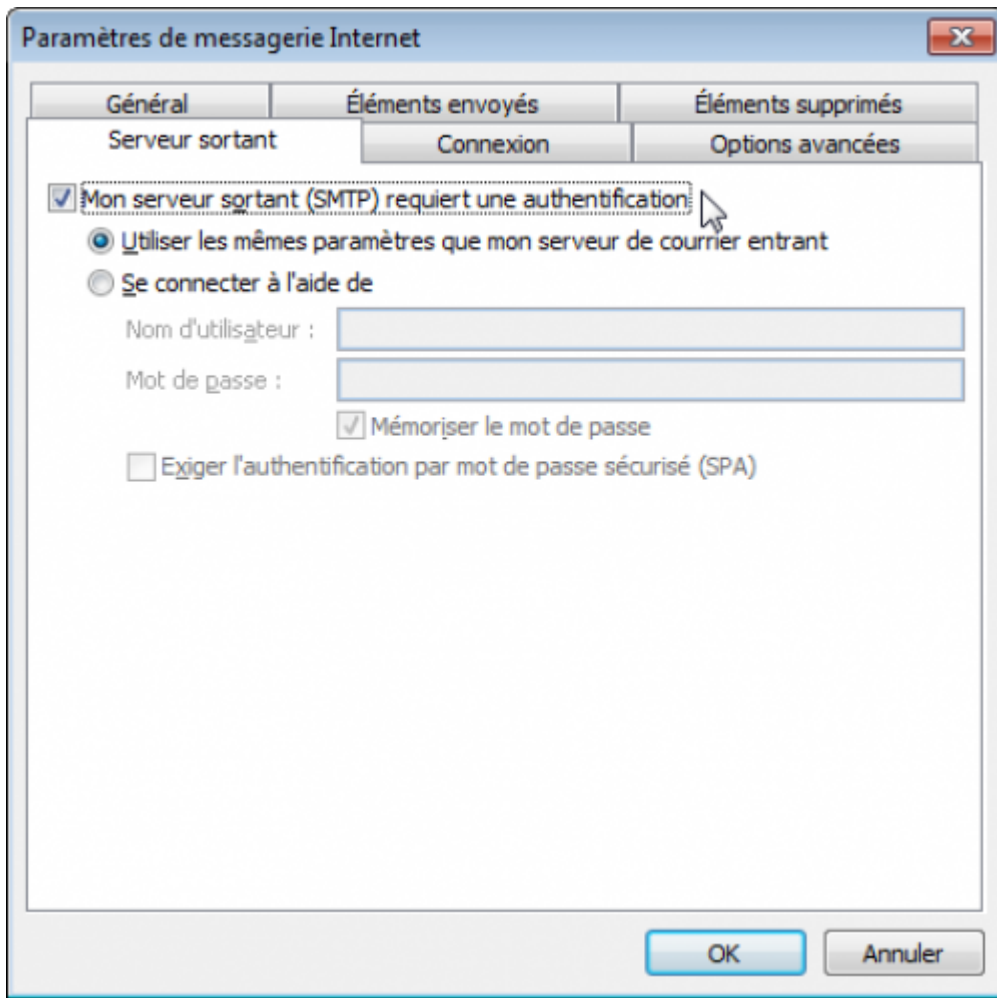 Paramètres de messagerie Internet
Général Éléments envoyés Éléments supprimés
Serveur sortant Connexion Options avancées
Mon serveur sortant (SMTP) requiert une authentification
Utiliser les mêmes paramètres que mon serveur de courrier entrant
Se connecter à l'aide de
Nom d'utilisateur :
Mot de passe :
Mémoriser le mot de passe
Exiger l'authentification par mot de passe sécurisé (SPA)
OK Annuler